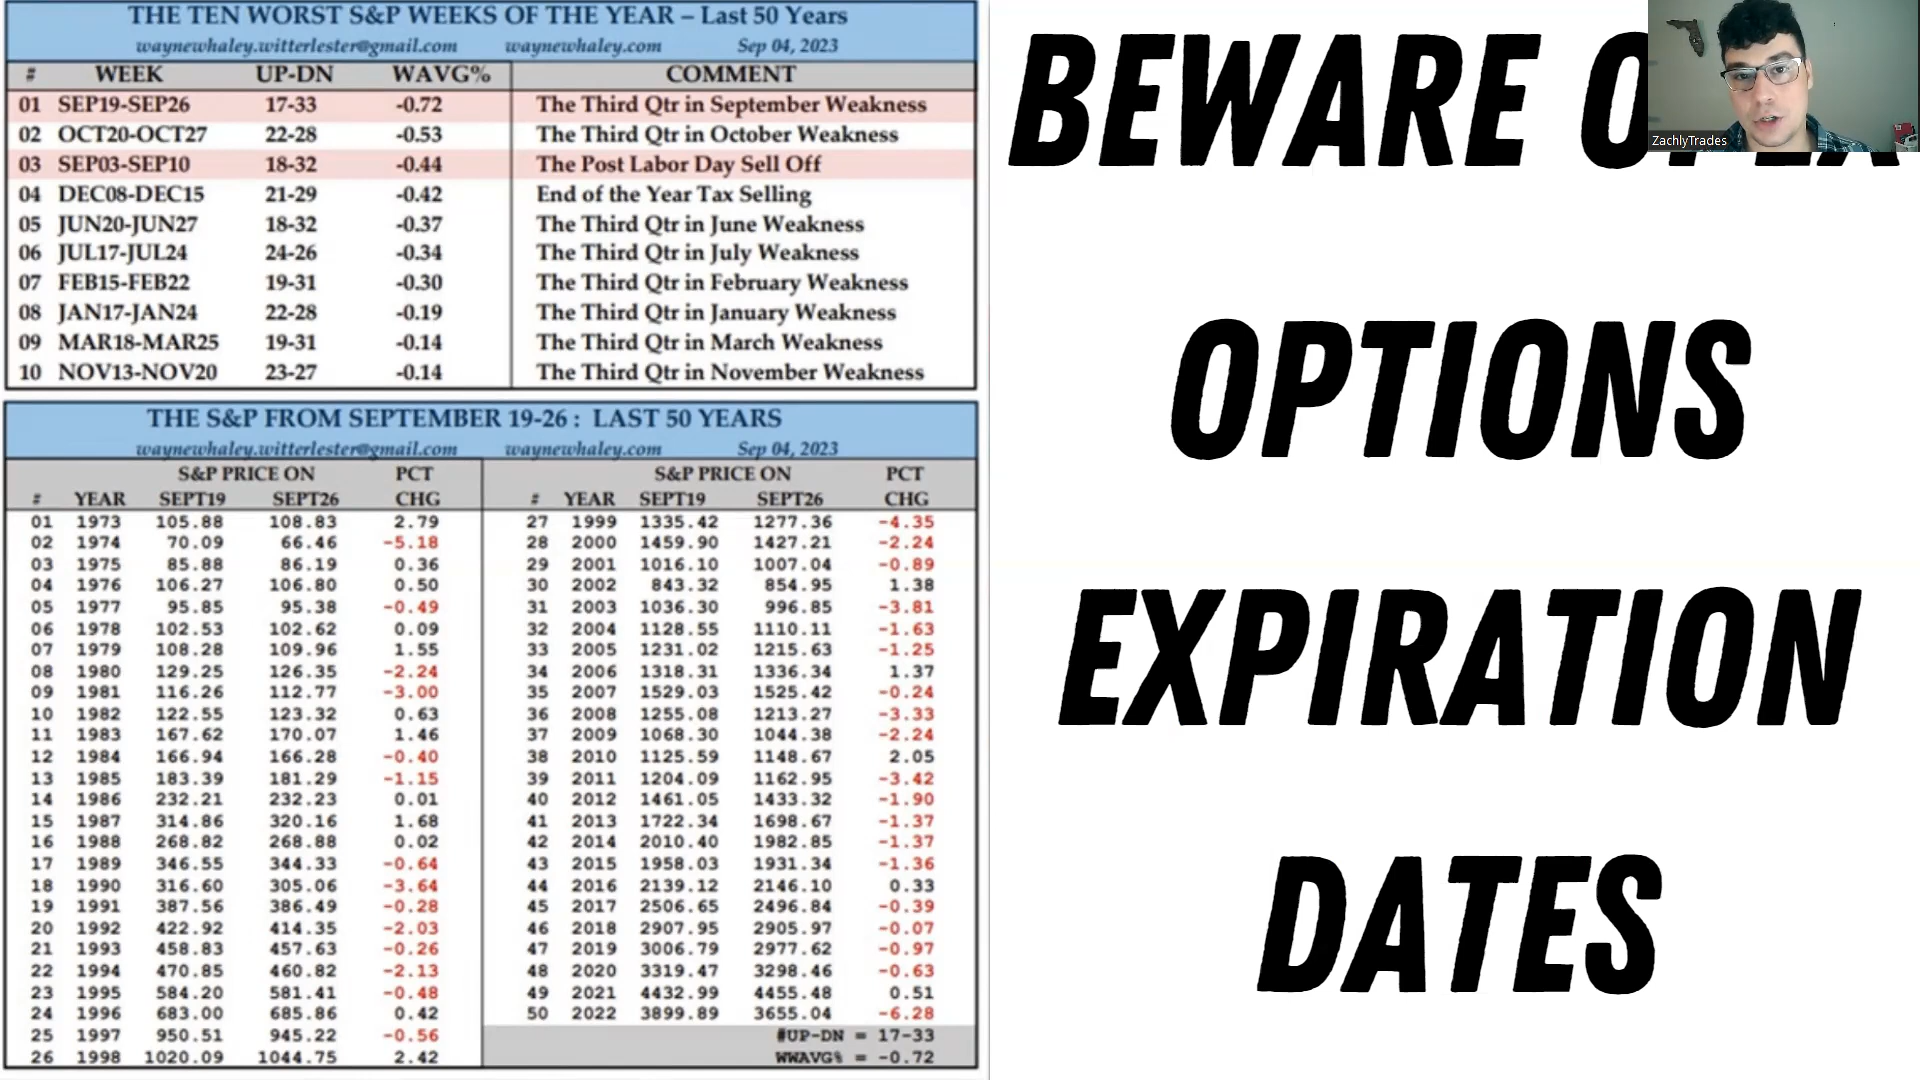 THE TEN WORST S&P WEEKS OF THE YEAR – Last 50 Years
waynewhaley.witterlester@gmail.com waynewhaley.com Sep 04, 2023
# WEEK UP-DN WAVG% COMMENT
01 SEP19-SEP26 17-33 -0.72 The Third Qtr in September Weakness
02 OCT20-OCT27 22-28 -0.53 The Third Qtr in October Weakness
03 SEP03-SEP10 18-32 -0.44 The Post Labor Day Sell Off
04 DEC08-DEC15 21-29 -0.42 End of the Year Tax Selling
05 JUN20-JUN27 18-32 -0.37 The Third Qtr in June Weakness
06 JUL17-JUL24 24-26 -0.34 The Third Qtr in July Weakness
07 FEB15-FEB22 19-31 -0.30 The Third Qtr in February Weakness
08 JAN17-JAN24 22-28 -0.19 The Third Qtr in January Weakness
09 MAR18-MAR25 19-31 -0.14 The Third Qtr in March Weakness
10 NOV13-NOV20 23-27 -0.14 The Third Qtr in November Weakness
THE S&P FROM SEPTEMBER 19-26 : LAST 50 YEARS
waynewhaley.witterlester@gmail.com waynewhaley.com Sep 04, 2023
S&P PRICE ON PCT S&P PRICE ON PCT
# YEAR SEPT19 SEPT26 CHG # YEAR SEPT19 SEPT26 CHG
01 1973 105.88 108.83 2.79 27 1999 1335.42 1277.36 -4.35
02 1974 70.09 66.46 -5.18 28 2000 1459.90 1427.21 -2.24
03 1975 85.88 86.19 0.36 29 2001 1016.10 1007.04 -0.89
04 1976 106.27 106.80 0.50 30 2002 843.32 854.95 1.38
05 1977 95.85 95.38 -0.49 31 2003 1036.30 996.85 -3.81
06 1978 102.53 102.62 0.09 32 2004 1128.55 1110.11 -1.63
07 1979 108.28 109.96 1.55 33 2005 1231.02 1215.63 -1.25
08 1980 129.25 126.35 -2.24 34 2006 1318.31 1336.34 1.37
09 1981 116.26 112.77 -3.00 35 2007 1529.03 1525.42 -0.24
10 1982 122.55 123.32 0.63 36 2008 1255.08 1213.27 -3.33
11 1983 167.62 170.07 1.46 37 2009 1068.30 1044.38 -2.24
12 1984 166.94 166.28 -0.40 38 2010 1125.59 1148.67 2.05
13 1985 183.39 181.29 -1.15 39 2011 1204.09 1162.95 -3.42
14 1986 232.21 232.23 0.01 40 2012 1461.05 1433.32 -1.90
15 1987 314.86 320.16 1.68 41 2013 1722.34 1698.67 -1.37
16 1988 268.82 268.88 0.02 42 2014 2010.40 1982.85 -1.37
17 1989 346.55 344.33 -0.64 43 2015 1958.03 1931.34 -1.36
18 1990 316.60 305.06 -3.64 44 2016 2139.12 2146.10 0.33
19 1991 387.56 386.49 -0.28 45 2017 2506.65 2496.84 -0.39
20 1992 422.92 414.35 -2.03 46 2018 2907.95 2905.97 -0.07
21 1993 458.83 457.63 -0.26 47 2019 3006.79 2977.62 -0.97
22 1994 470.85 460.82 -2.13 48 2020 3319.47 3298.46 -0.63
23 1995 584.20 581.41 -0.48 49 2021 4432.99 4455.48 0.51
24 1996 683.00 685.86 0.42 50 2022 3899.89 3655.04 -6.28
25 1997 950.51 945.22 -0.56 #UP-DN = 17-33
26 1998 1020.09 1044.75 2.42 WWAVG% = -0.72
BEWARE
OPTIONS
EXPIRATION
DATES
ZachlyTrades